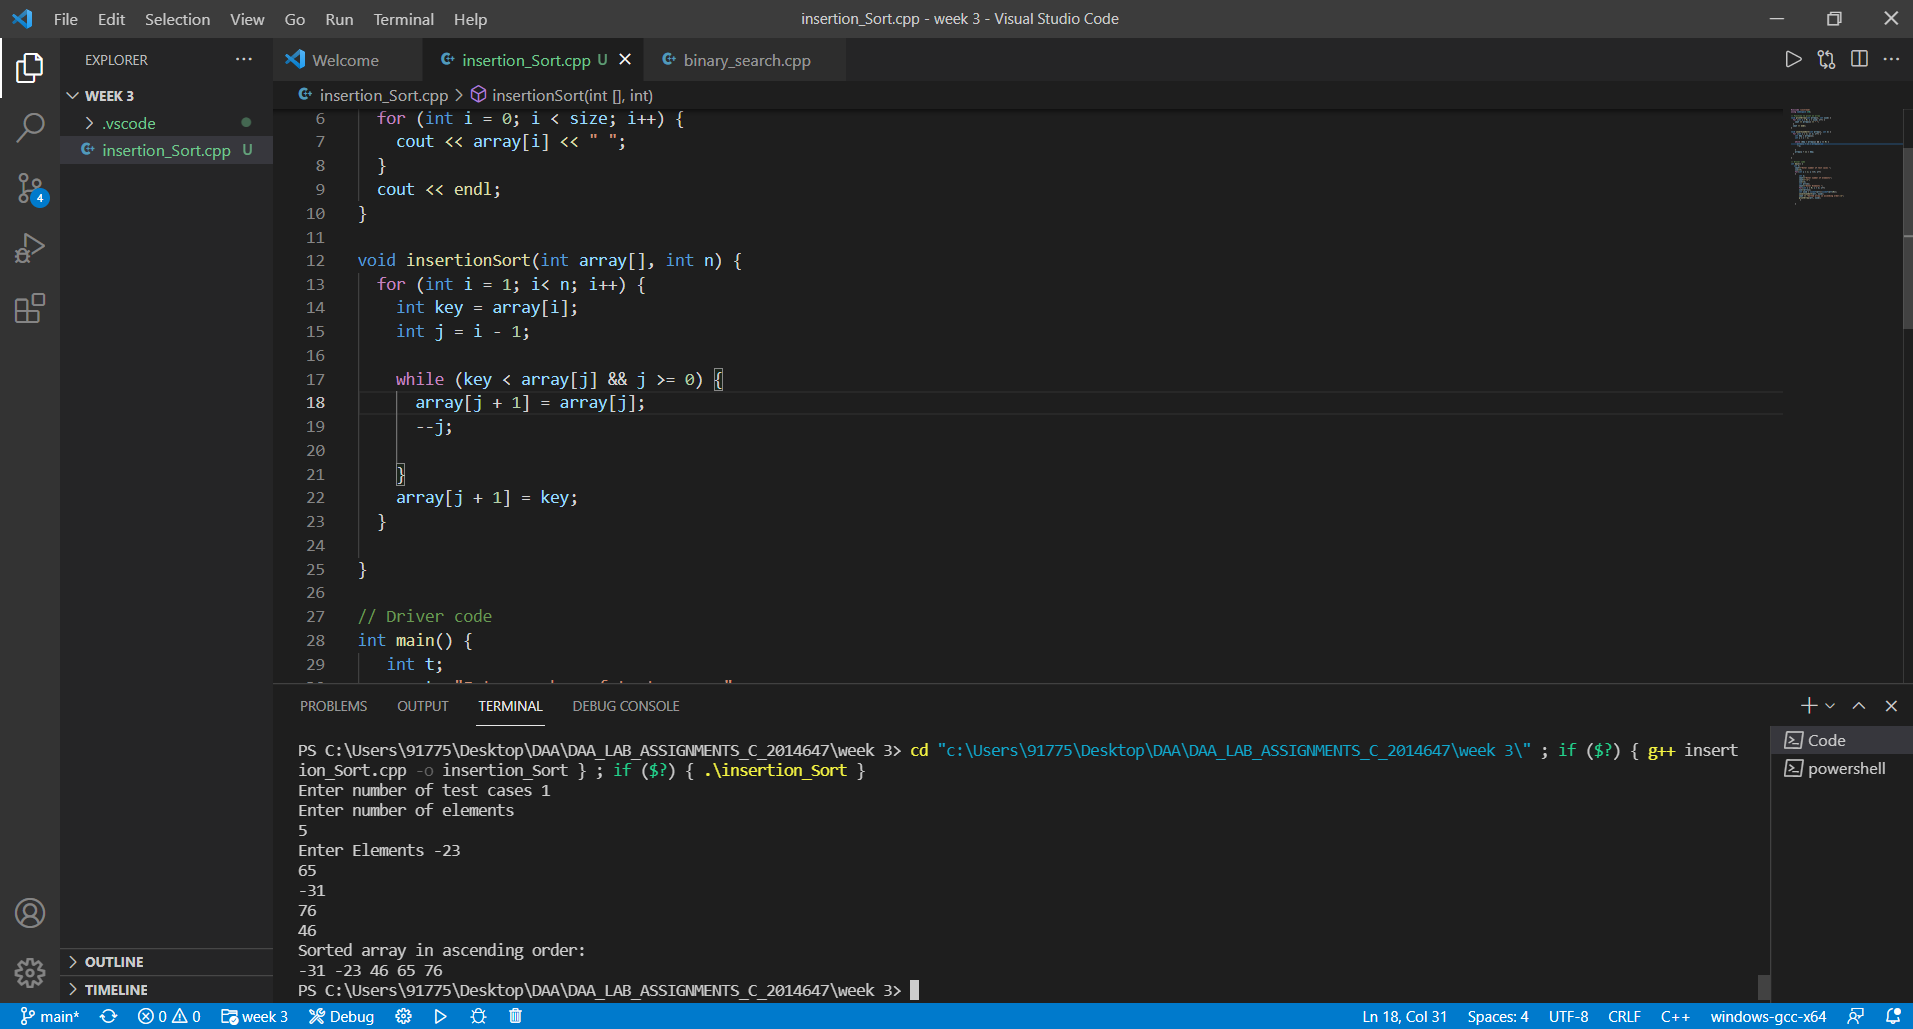 File Edit Selection View Go Run Terminal Help
insertion_Sort.cpp - week 3 - Visual Studio Code
EXPLORER
WEEK 3
.vscode
insertion_Sort.cpp U
4
OUTLINE
TIMELINE
Welcome
insertion_Sort.cpp U
binary_search.cpp
insertion_Sort.cpp > insertionSort(int [], int)
6 for (int i = 0; i < size; i++) {
7 cout << array[i] << " ";
8 }
9 cout << endl;
10 }
11
12 void insertionSort(int array[], int n) {
13 for (int i = 1; i< n; i++) {
14 int key = array[i];
15 int j = i - 1;
16
17 while (key < array[j] && j >= 0) {
18 array[j + 1] = array[j];
19 --j;
20
21 }
22 array[j + 1] = key;
23 }
24
25 }
26
27 // Driver code
28 int main() {
29 int t;
PROBLEMS OUTPUT TERMINAL DEBUG CONSOLE
PS C:\Users\91775\Desktop\DAA\DAA_LAB_ASSIGNMENTS_C_2014647\week 3> cd "c:\Users\91775\Desktop\DAA\DAA_LAB_ASSIGNMENTS_C_2014647\week 3\" ; if ($?) { g++ insert
ion_Sort.cpp -o insertion_Sort } ; if ($?) { .\insertion_Sort }
Enter number of test cases 1
Enter number of elements
5
Enter Elements -23
65
-31
76
46
Sorted array in ascending order:
-31 -23 46 65 76
PS C:\Users\91775\Desktop\DAA\DAA_LAB_ASSIGNMENTS_C_2014647\week 3>
Code
powershell
main* 0 0 week 3 Debug Ln 18, Col 31 Spaces: 4 UTF-8 CRLF C++ windows-gcc-x64